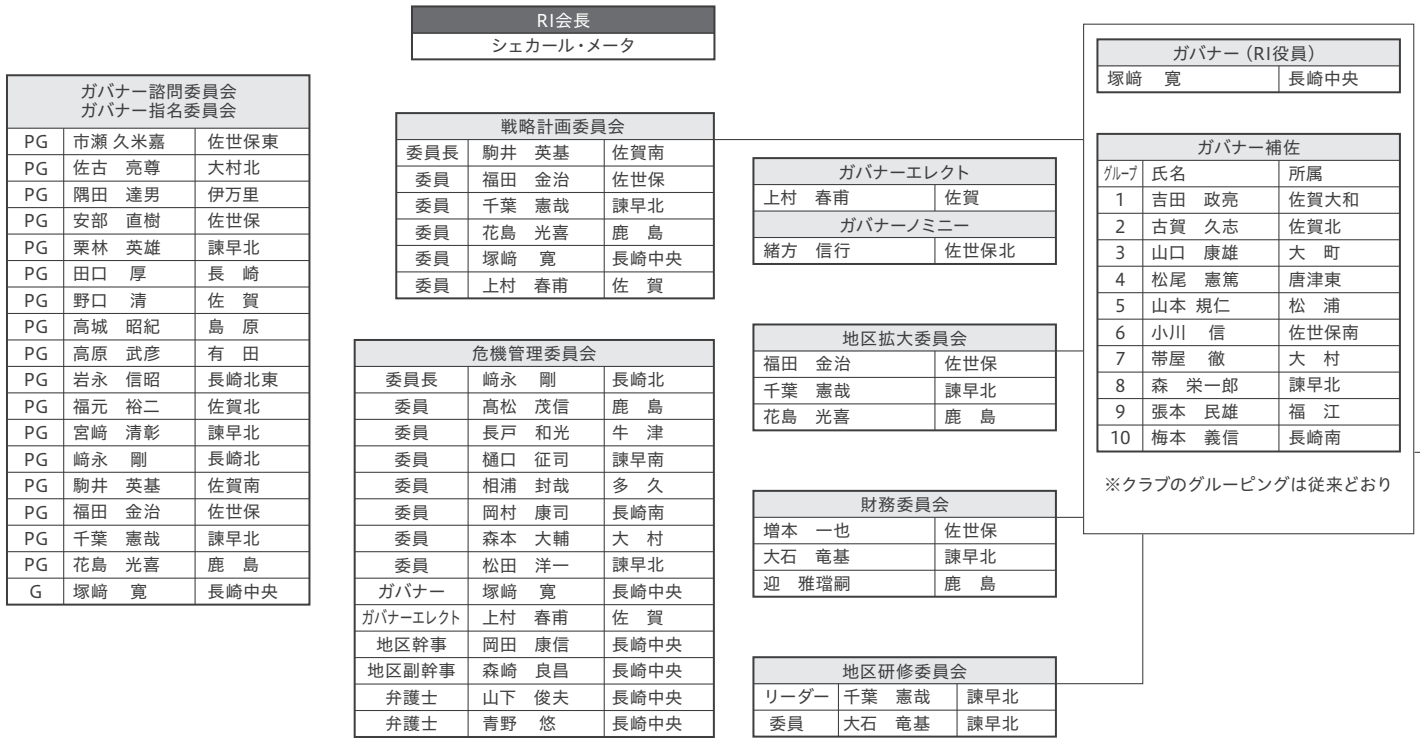 RI会長
シェカール・メータ
ガバナー諮問委員会
ガバナー指名委員会
PG 市瀬 久米嘉 佐世保東
PG 佐古 亮尊 大村北
PG 隅田 達男 伊万里
PG 安部 直樹 佐世保
PG 栗林 英雄 諫早北
PG 田口 厚 長 崎
PG 野口 清 佐 賀
PG 高城 昭紀 島 原
PG 高原 武彦 有 田
PG 岩永 信昭 長崎北東
PG 福元 裕二 佐賀北
PG 宮﨑 清彰 諫早北
PG 﨑永 剛 長崎北
PG 駒井 英基 佐賀南
PG 福田 金治 佐世保
PG 千葉 憲哉 諫早北
PG 花島 光喜 鹿 島
G 塚﨑 寛 長崎中央
戦略計画委員会
委員長 駒井 英基 佐賀南
委員 福田 金治 佐世保
委員 千葉 憲哉 諫早北
委員 花島 光喜 鹿 島
委員 塚﨑 寛 長崎中央
委員 上村 春甫 佐 賀
危機管理委員会
委員長 﨑永 剛 長崎北
委員 髙松 茂信 鹿 島
委員 長戸 和光 牛 津
委員 樋口 征司 諫早南
委員 相浦 封哉 多 久
委員 岡村 康司 長崎南
委員 森本 大輔 大 村
委員 松田 洋一 諫早北
ガバナー 塚﨑 寛 長崎中央
ガバナーエレクト 上村 春甫 佐 賀
地区幹事 岡田 康信 長崎中央
地区副幹事 森崎 良昌 長崎中央
弁護士 山下 俊夫 長崎中央
弁護士 青野 悠 長崎中央
ガバナーエレクト
上村 春甫 佐賀
ガバナーノミニー
緒方 信行 佐世保北
地区拡大委員会
福田 金治 佐世保
千葉 憲哉 諫早北
花島 光喜 鹿 島
財務委員会
増本 一也 佐世保
大石 竜基 諫早北
迎 雅璫嗣 鹿 島
地区研修委員会
リーダー 千葉 憲哉 諫早北
委員 大石 竜基 諫早北
ガバナー（RI役員）
塚﨑 寛 長崎中央
ガバナー補佐
グループ 氏名 所属
1 吉田 政亮 佐賀大和
2 古賀 久志 佐賀北
3 山口 康雄 大 町
4 松尾 憲篤 唐津東
5 山本 規仁 松 浦
6 小川 信 佐世保南
7 帯屋 徹 大 村
8 森 栄一郎 諫早北
9 張本 民雄 福 江
10 梅本 義信 長崎南
※クラブのグルーピングは従来どおり